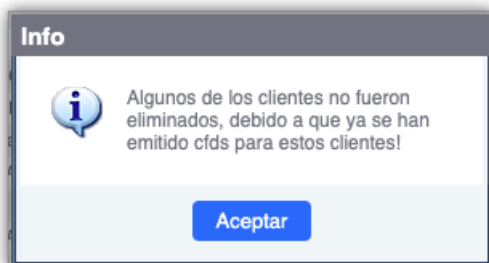 Info
Algunos de los clientes no fueron
eliminados, debido a que ya se han
emitido cfds para estos clientes!
Aceptar